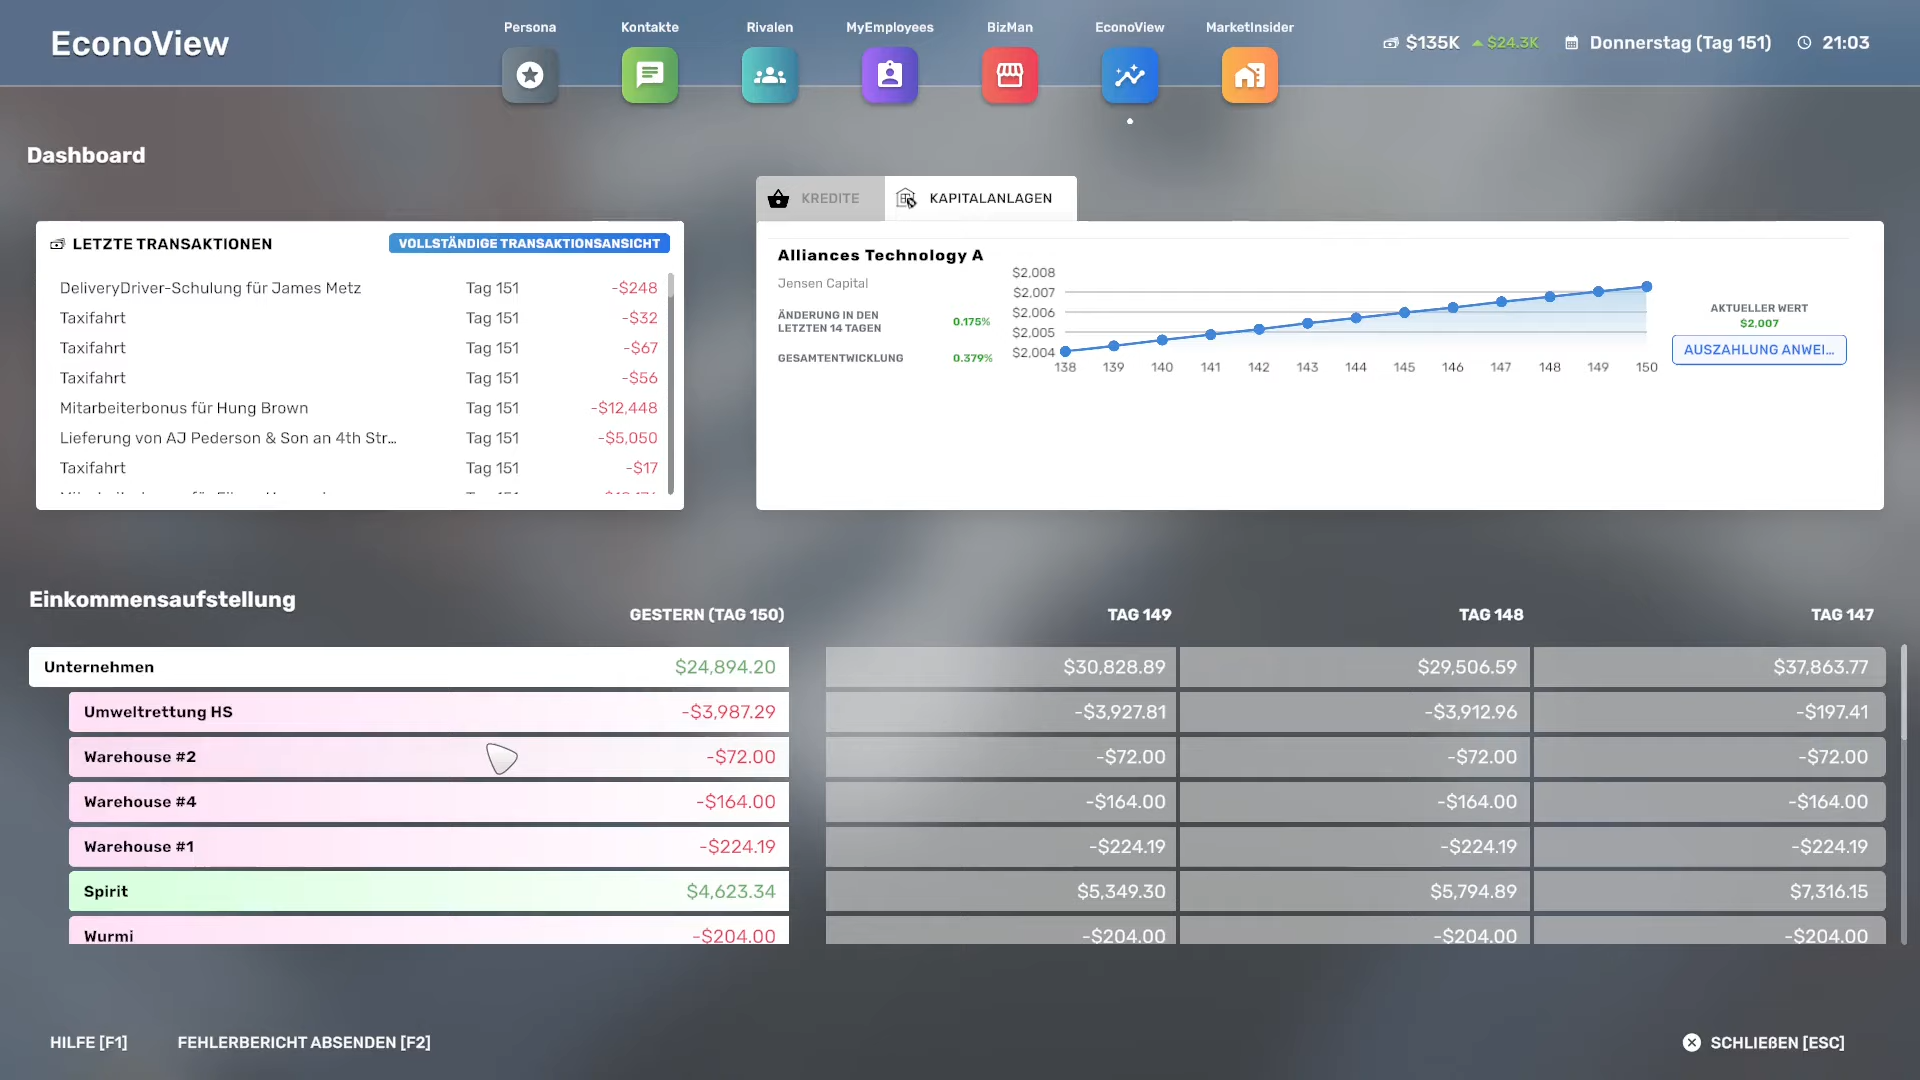 EconoView
Persona
Kontakte
Rivalen
MyEmployees
BizMan
EconoView
MarketInsider
$135K
$24.3K
Donnerstag (Tag 151)
21:03
Dashboard
LETZTE TRANSAKTIONEN
VOLLSTÄNDIGE TRANSAKTIONSANSICHT
DeliveryDriver-Schulung für James Metz Tag 151 -$248
Taxifahrt Tag 151 -$32
Taxifahrt Tag 151 -$67
Taxifahrt Tag 151 -$56
Mitarbeiterbonus für Hung Brown Tag 151 -$12,448
Lieferung von AJ Pederson & Son an 4th Str... Tag 151 -$5,050
Taxifahrt Tag 151 -$17
KREDITE
KAPITALANLAGEN
Alliances Technology A
Jensen Capital
ÄNDERUNG IN DEN
LETZTEN 14 TAGEN
0.175%
GESAMTENTWICKLUNG
0.379%
$2,008
$2,007
$2,006
$2,005
$2,004
138 139 140 141 142 143 144 145 146 147 148 149 150
AKTUELLER WERT
$2,007
AUSZAHLUNG ANWEI...
Einkommensaufstellung
GESTERN (TAG 150) TAG 149 TAG 148 TAG 147
Unternehmen $24,894.20 $30,828.89 $29,506.59 $37,863.77
Umweltrettung HS -$3,987.29 -$3,927.81 -$3,912.96 -$197.41
Warehouse #2 -$72.00 -$72.00 -$72.00 -$72.00
Warehouse #4 -$164.00 -$164.00 -$164.00 -$164.00
Warehouse #1 -$224.19 -$224.19 -$224.19 -$224.19
Spirit $4,623.34 $5,349.30 $5,794.89 $7,316.15
Wurmi -$204.00 -$204.00 -$204.00 -$204.00
HILFE [F1]
FEHLERBERICHT ABSENDEN [F2]
SCHLIEẞEN [ESC]